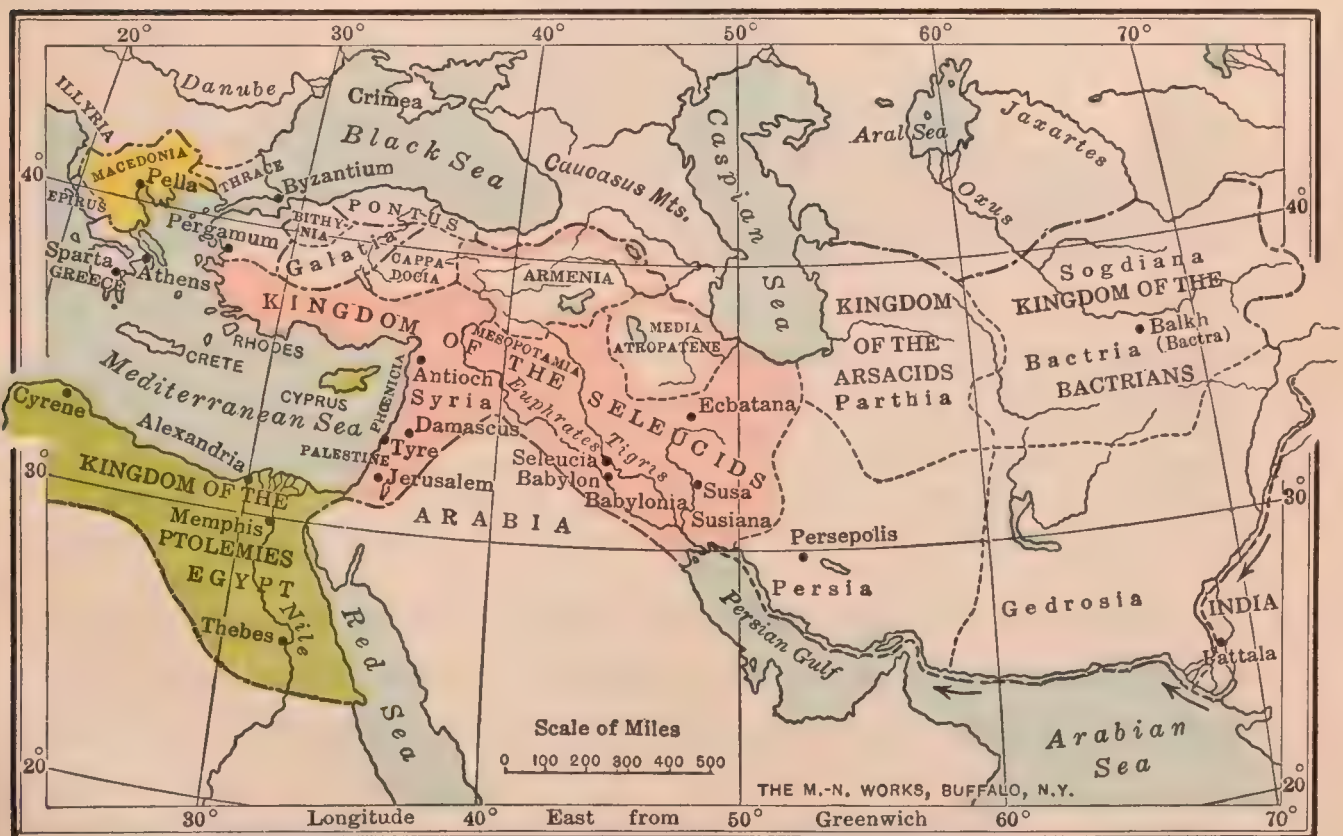 20° 30° 40° 50° 60° 70°
Danube
ILLYRIA
Crimea
Black Sea
Caucasus Mts.
Caspian Sea
Aral Sea
Jaxartes
Oxus
40°
40°
MACEDONIA
Pella
THRACE
Byzantium
EPIRUS
PONTUS
BITHY-
NIA
Pergamum
Galatia
CAPPA-
DOCIA
ARMENIA
Sparta
GREECE
Athens
Sogdiana
KINGDOM OF THE
Balkh
(Bactra)
Bactria
BACTRIANS
KINGDOM
OF THE
ARSACIDS
Parthia
MEDIA
ATROPATENE
KINGDOM
OF THE
SELEUCIDS
MESOPOTAMIA
RHODES
CRETE
Mediterranean Sea
CYPRUS
PHŒNICIA
Antioch
Syria
Euphrates
Tigris
Ecbatana
Cyrene
Alexandria
Damascus
PALESTINE
Tyre
Seleucia
Babylon
Babylonia
Susa
Susiana
Jerusalem
30°
30°
KINGDOM OF THE
Memphis
PTOLEMIES
EGYPT
Nile
Thebes
ARABIA
Persepolis
Persia
Gedrosia
INDIA
Pattala
Red Sea
Persian Gulf
Arabian
Sea
Scale of Miles
0 100 200 300 400 500
20°
20°
THE M.-N. WORKS, BUFFALO, N.Y.
30° Longitude 40° East from 50° Greenwich 60° 70°